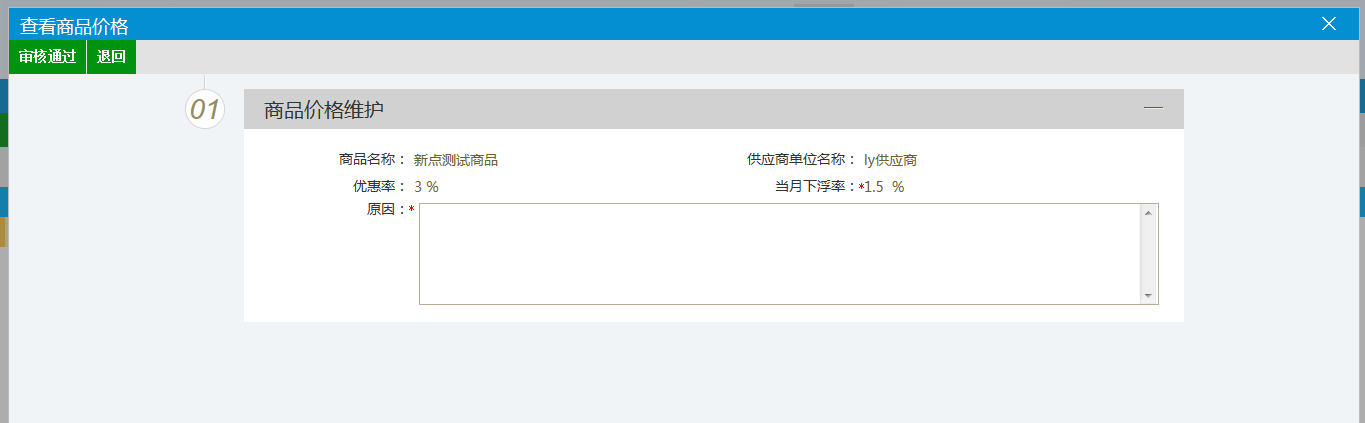 查看商品价格
审核通过 退回
01 商品价格维护
商品名称： 新点测试商品 供应商单位名称： ly供应商
优惠率： 3 % 当月下浮率：*1.5 %
原因：*